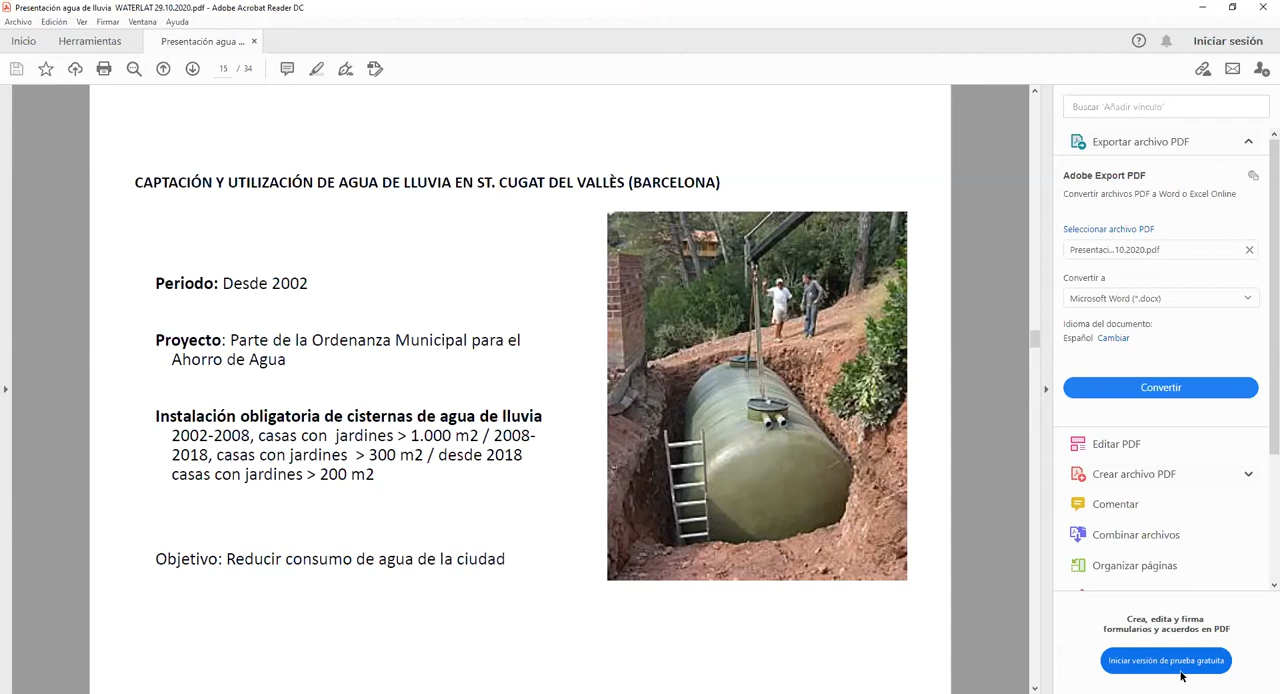 Presentación agua de lluvia WATERLAT 29.10.2020.pdf - Adobe Acrobat Reader DC
Archivo Edición Ver Firmar Ventana Ayuda
Inicio Herramientas Presentación agua ... × Iniciar sesión
15 / 34
CAPTACIÓN Y UTILIZACIÓN DE AGUA DE LLUVIA EN ST. CUGAT DEL VALLÈS (BARCELONA)
Periodo: Desde 2002
Proyecto: Parte de la Ordenanza Municipal para el
Ahorro de Agua
Instalación obligatoria de cisternas de agua de lluvia
2002-2008, casas con jardines > 1.000 m2 / 2008-
2018, casas con jardines > 300 m2 / desde 2018
casas con jardines > 200 m2
Objetivo: Reducir consumo de agua de la ciudad
Buscar 'Añadir vínculo'
Exportar archivo PDF
Adobe Export PDF
Convertir archivos PDF a Word o Excel Online
Seleccionar archivo PDF
Presentaci...10.2020.pdf
Convertir a
Microsoft Word (*.docx)
Idioma del documento:
Español Cambiar
Convertir
Editar PDF
Crear archivo PDF
Comentar
Combinar archivos
Organizar páginas
Crea, edita y firma
formularios y acuerdos en PDF
Iniciar versión de prueba gratuita